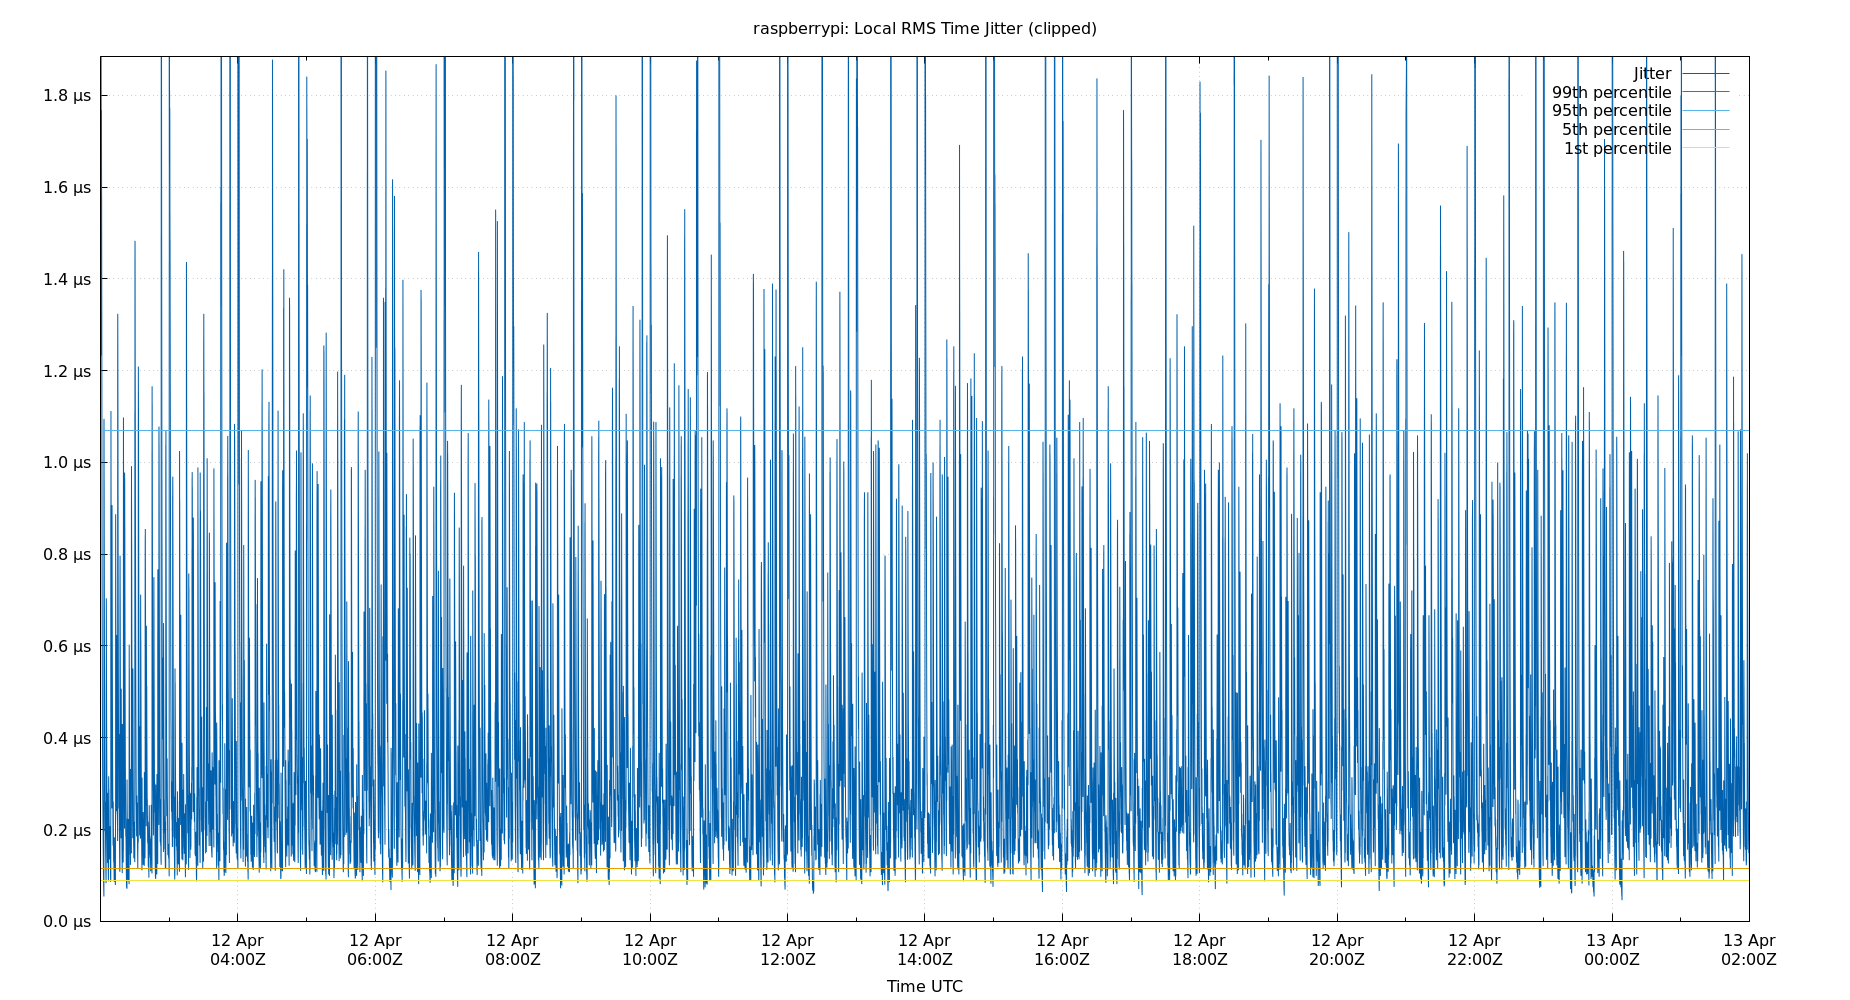 raspberrypi: Local RMS Time Jitter (clipped)
Jitter
99th percentile
95th percentile
5th percentile
1st percentile
1.8 µs
1.6 µs
1.4 µs
1.2 µs
1.0 µs
0.8 µs
0.6 µs
0.4 µs
0.2 µs
0.0 µs
12 Apr 12 Apr 12 Apr 12 Apr 12 Apr 12 Apr 12 Apr 12 Apr 12 Apr 12 Apr 13 Apr 13 Apr
04:00Z 06:00Z 08:00Z 10:00Z 12:00Z 14:00Z 16:00Z 18:00Z 20:00Z 22:00Z 00:00Z 02:00Z
Time UTC